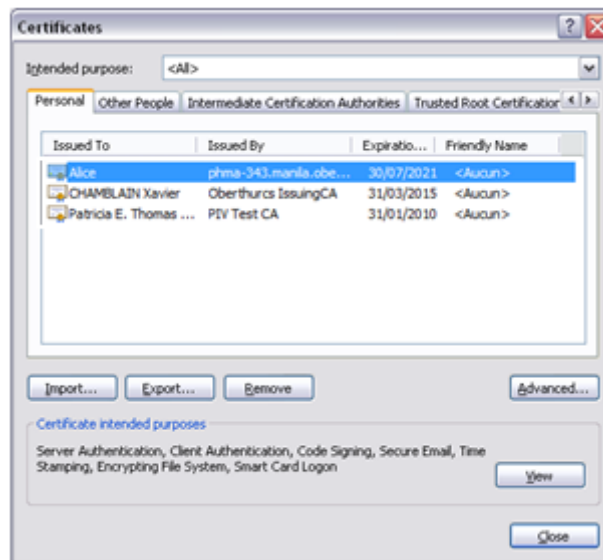 Certificates
Intended purpose: <All>
Personal Other People Intermediate Certification Authorities Trusted Root Certification
Issued To Issued By Expiratio... Friendly Name
Alice phma-343.manila.obe... 30/07/2021 <Aucun>
CHAMBLAIN Xavier Oberthurcs IssuingCA 31/03/2015 <Aucun>
Patricia E. Thomas ... PIV Test CA 31/01/2010 <Aucun>
Import... Export... Remove Advanced...
Certificate intended purposes
Server Authentication, Client Authentication, Code Signing, Secure Email, Time
Stamping, Encrypting File System, Smart Card Logon
View
Close